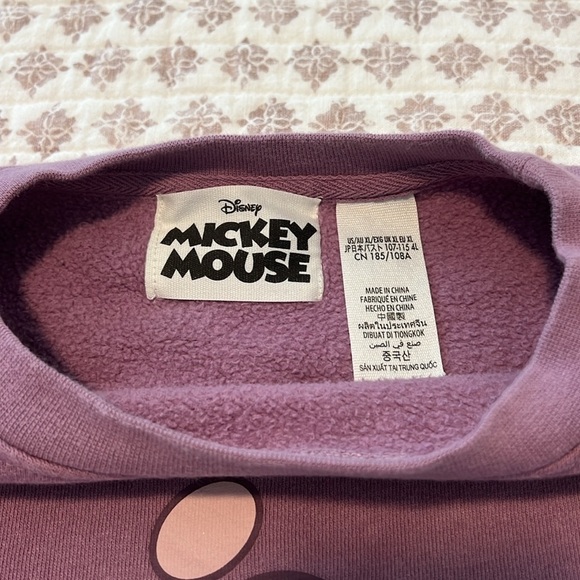 Disney
MICKEY
MOUSE
US/AU XL/EXG UK XL EU XL
JP日本バスト 107-115 4L
CN 185/108A
MADE IN CHINA
FABRIQUÉ EN CHINE
HECHO EN CHINA
中國製
ผลิตในประเทศจีน
DIBUAT DI TIONGKOK
صنع في الصين
중국산
SẢN XUẤT TẠI TRUNG QUỐC